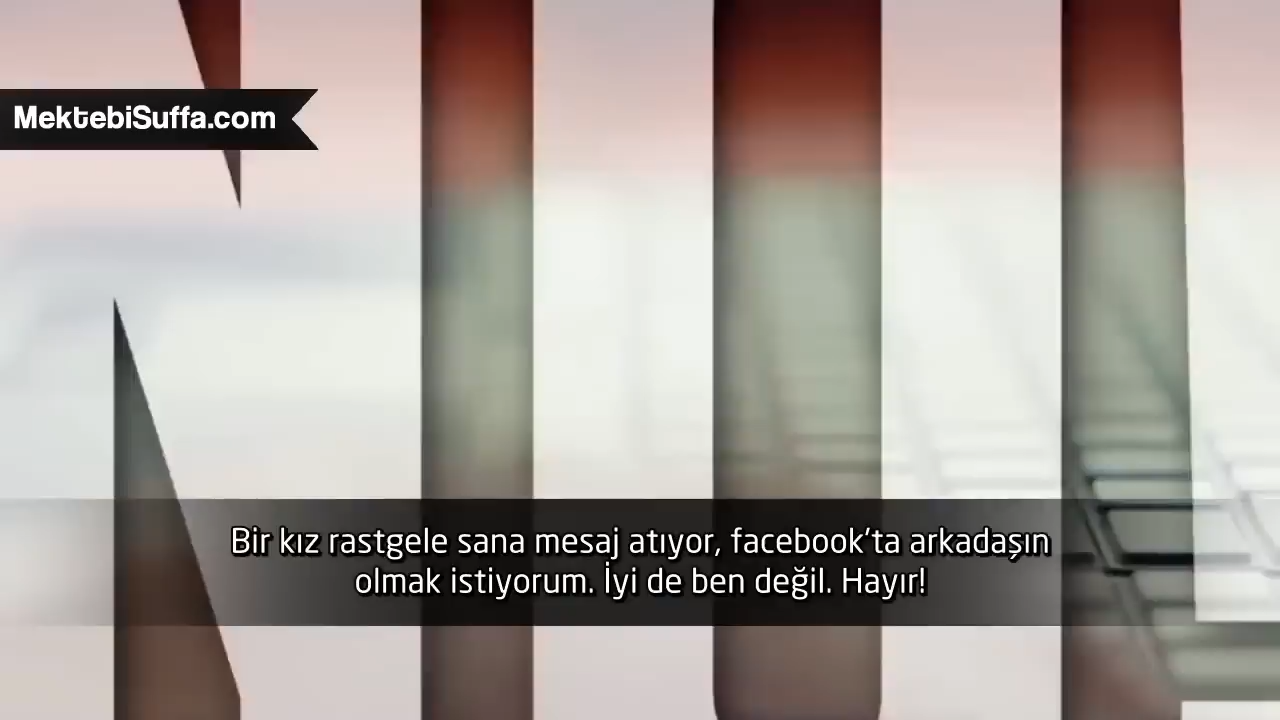 MektebiSuffa.com
Bir kız rastgele sana mesaj atıyor, facebook'ta arkadaşın
olmak istiyorum. İyi de ben değil. Hayır!